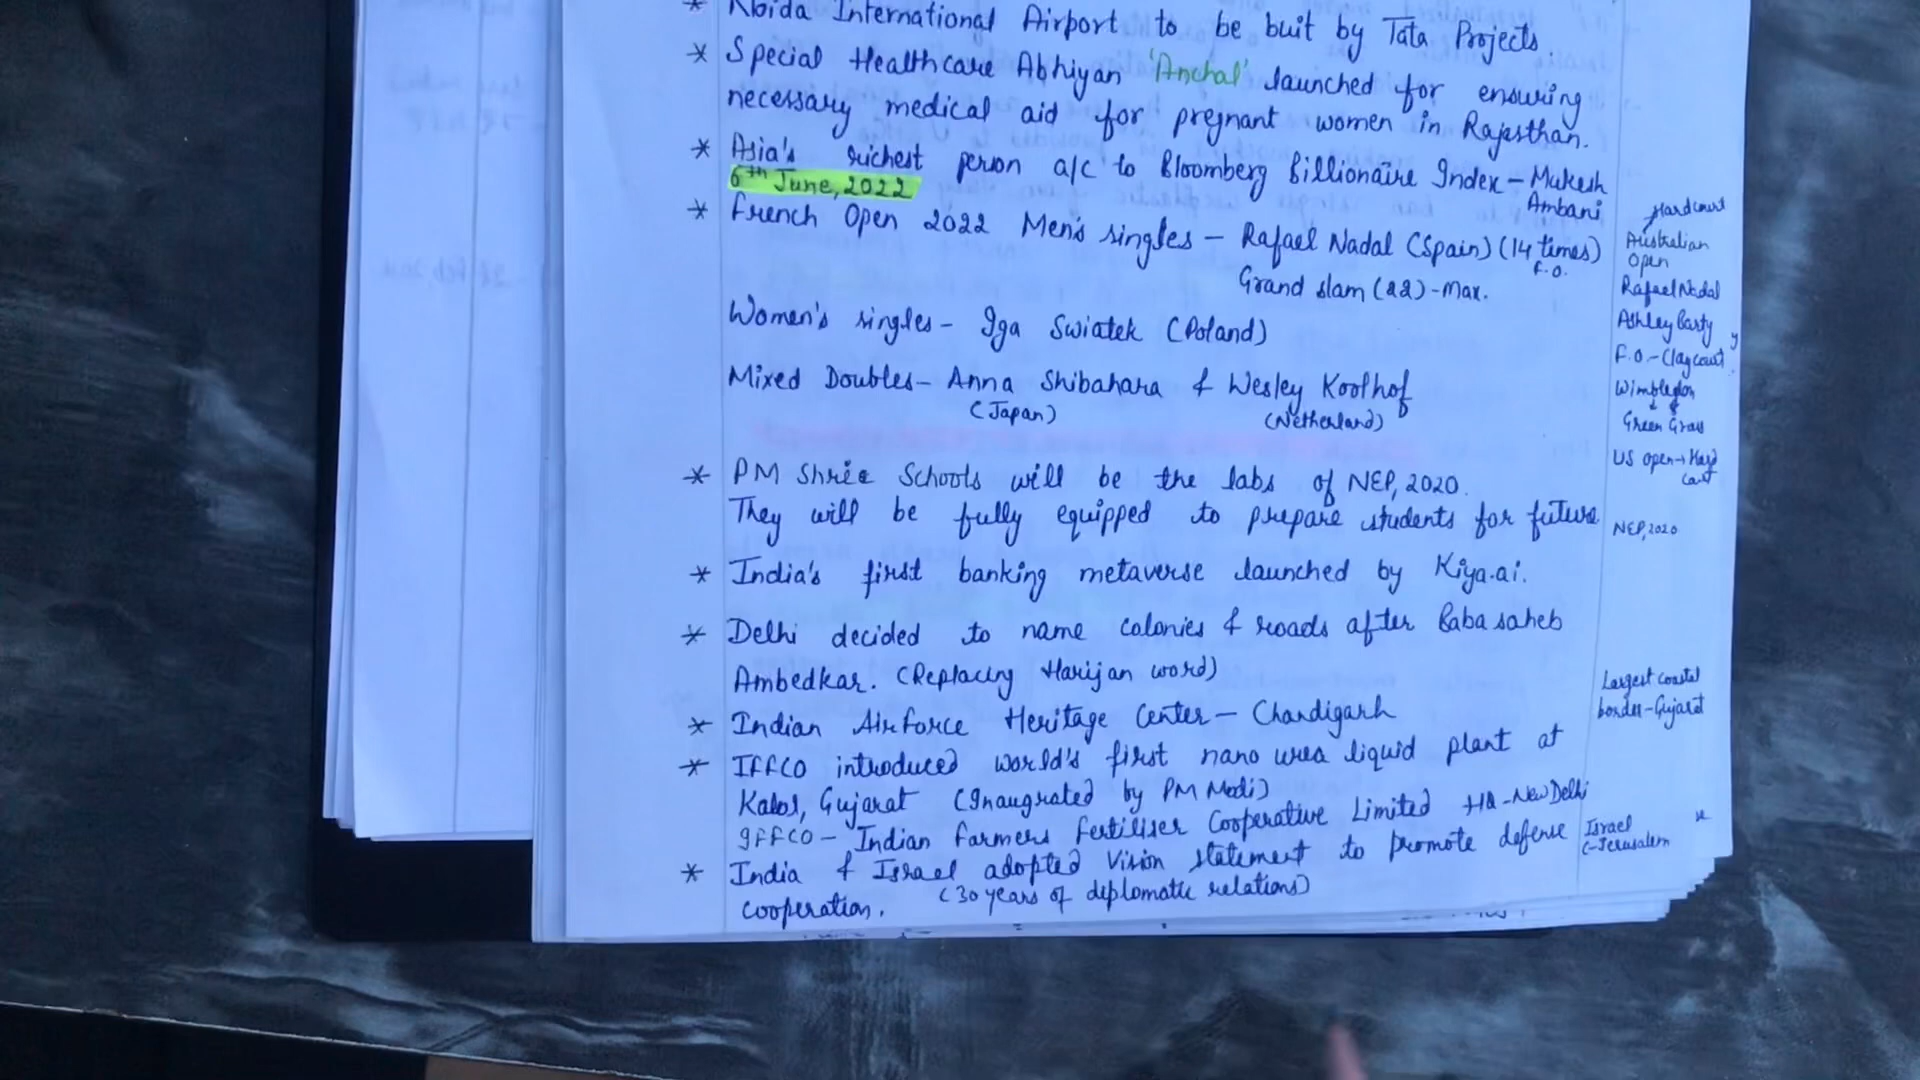 * Noida International Airport to be buit by Tata Projects.
* Special Healthcare Abhiyan 'Anchal' launched for ensuring
necessary medical aid for pregnant women in Rajasthan.
* Asia's richest person a/c to Bloomberg Billionaire Index - Mukesh
Ambani
6th June, 2022
* French Open 2022 Men's singles - Rafael Nadal (Spain) (14 times)
F.O.
Grand slam (22) - Max.
Women's singles - Iga Swiatek (Poland)
Mixed Doubles - Anna Shibahara & Wesley Koolhof
(Japan) (Netherland)
* PM Shrie Schools will be the labs of NEP, 2020.
They will be fully equipped to prepare students for future
* India's first banking metaverse launched by Kiya.ai.
* Delhi decided to name colonies & roads after Baba saheb
Ambedkar. (Replacing Harijan word)
* Indian Air Force Heritage Center - Chandigarh
* IFFCO introduced world's first nano urea liquid plant at
Kalol, Gujarat (Inaugrated by PM Modi)
IFFCO - Indian Farmers Fertiliser Cooperative Limited HQ - New Delhi
* India & Israel adopted Vision statement to promote defense
cooperation. (30 years of diplomatic relations)
Hardcourt
Australian
Open
Rafael Nadal
Ashley Barty
F.O. - Clay court
Wimbledon
Green Grass
US Open → Hard
Court
NEP, 2020
Largest coastal
border - Gujarat
Israel
- Jerusalem